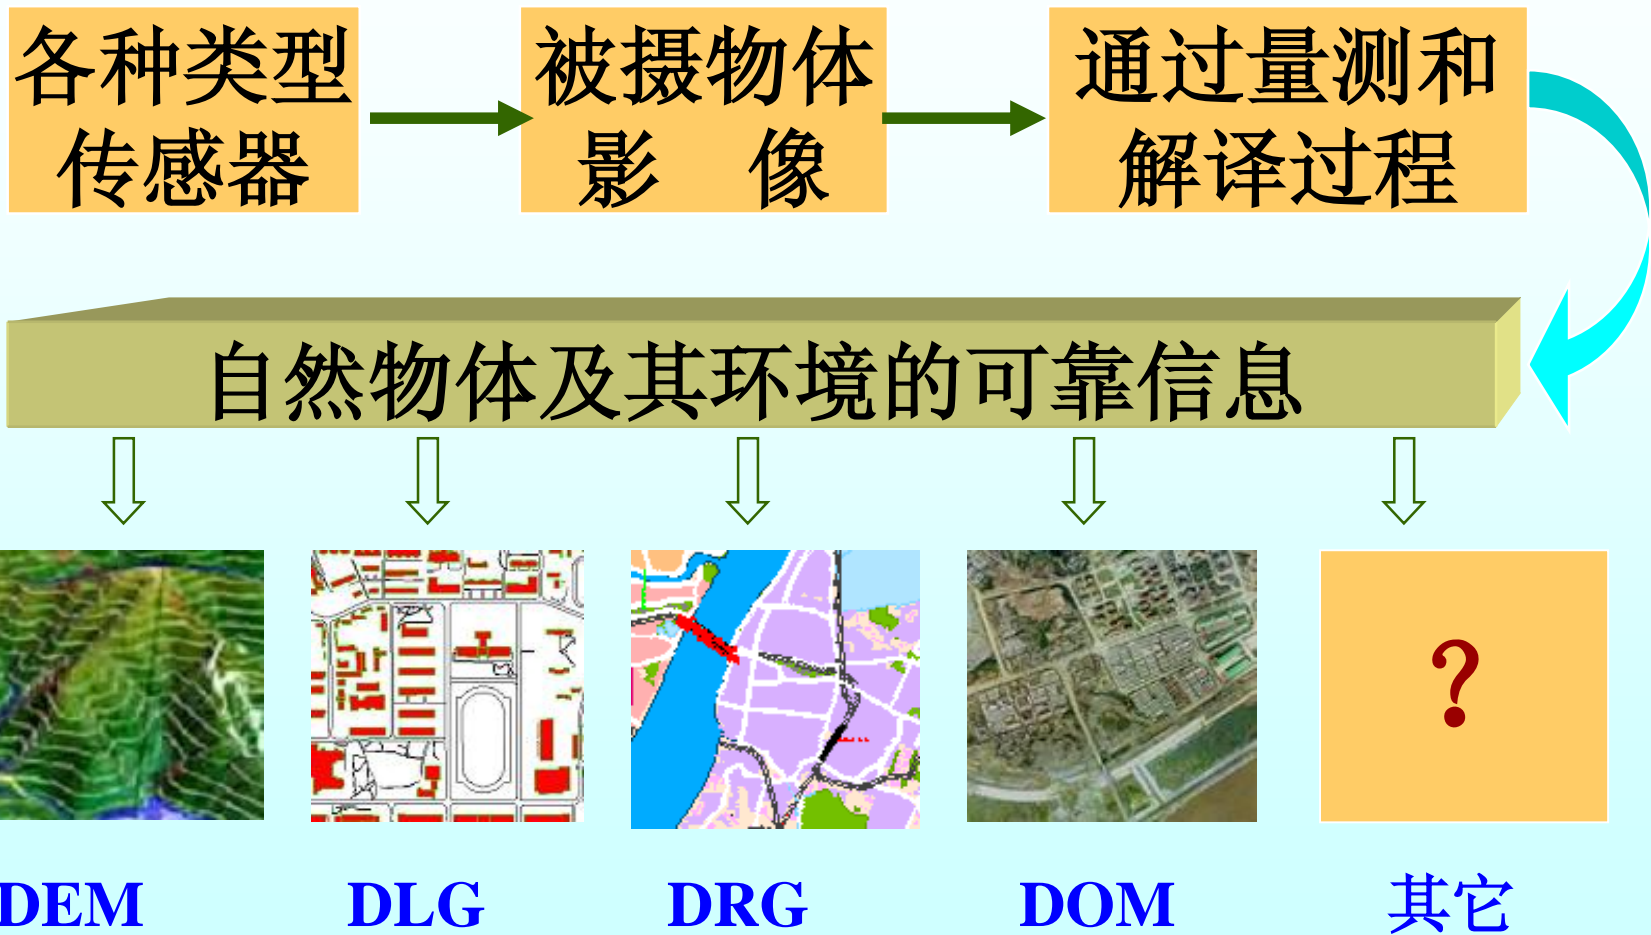 各种类型
传感器
被摄物体
影 像
通过量测和
解译过程
自然物体及其环境的可靠信息
?
DEM
DLG
DRG
DOM
其它